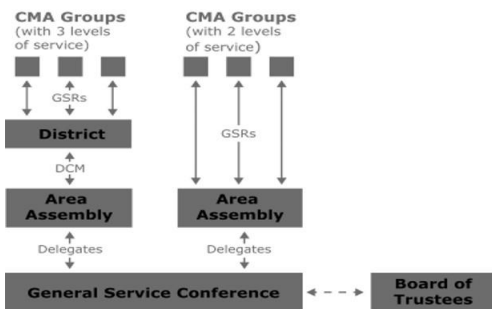 CMA Groups
(with 3 levels
of service)
CMA Groups
(with 2 levels
of service)
GSRs
District
DCM
Area
Assembly
Delegates
GSRs
Area
Assembly
Delegates
General Service Conference
Board of
Trustees